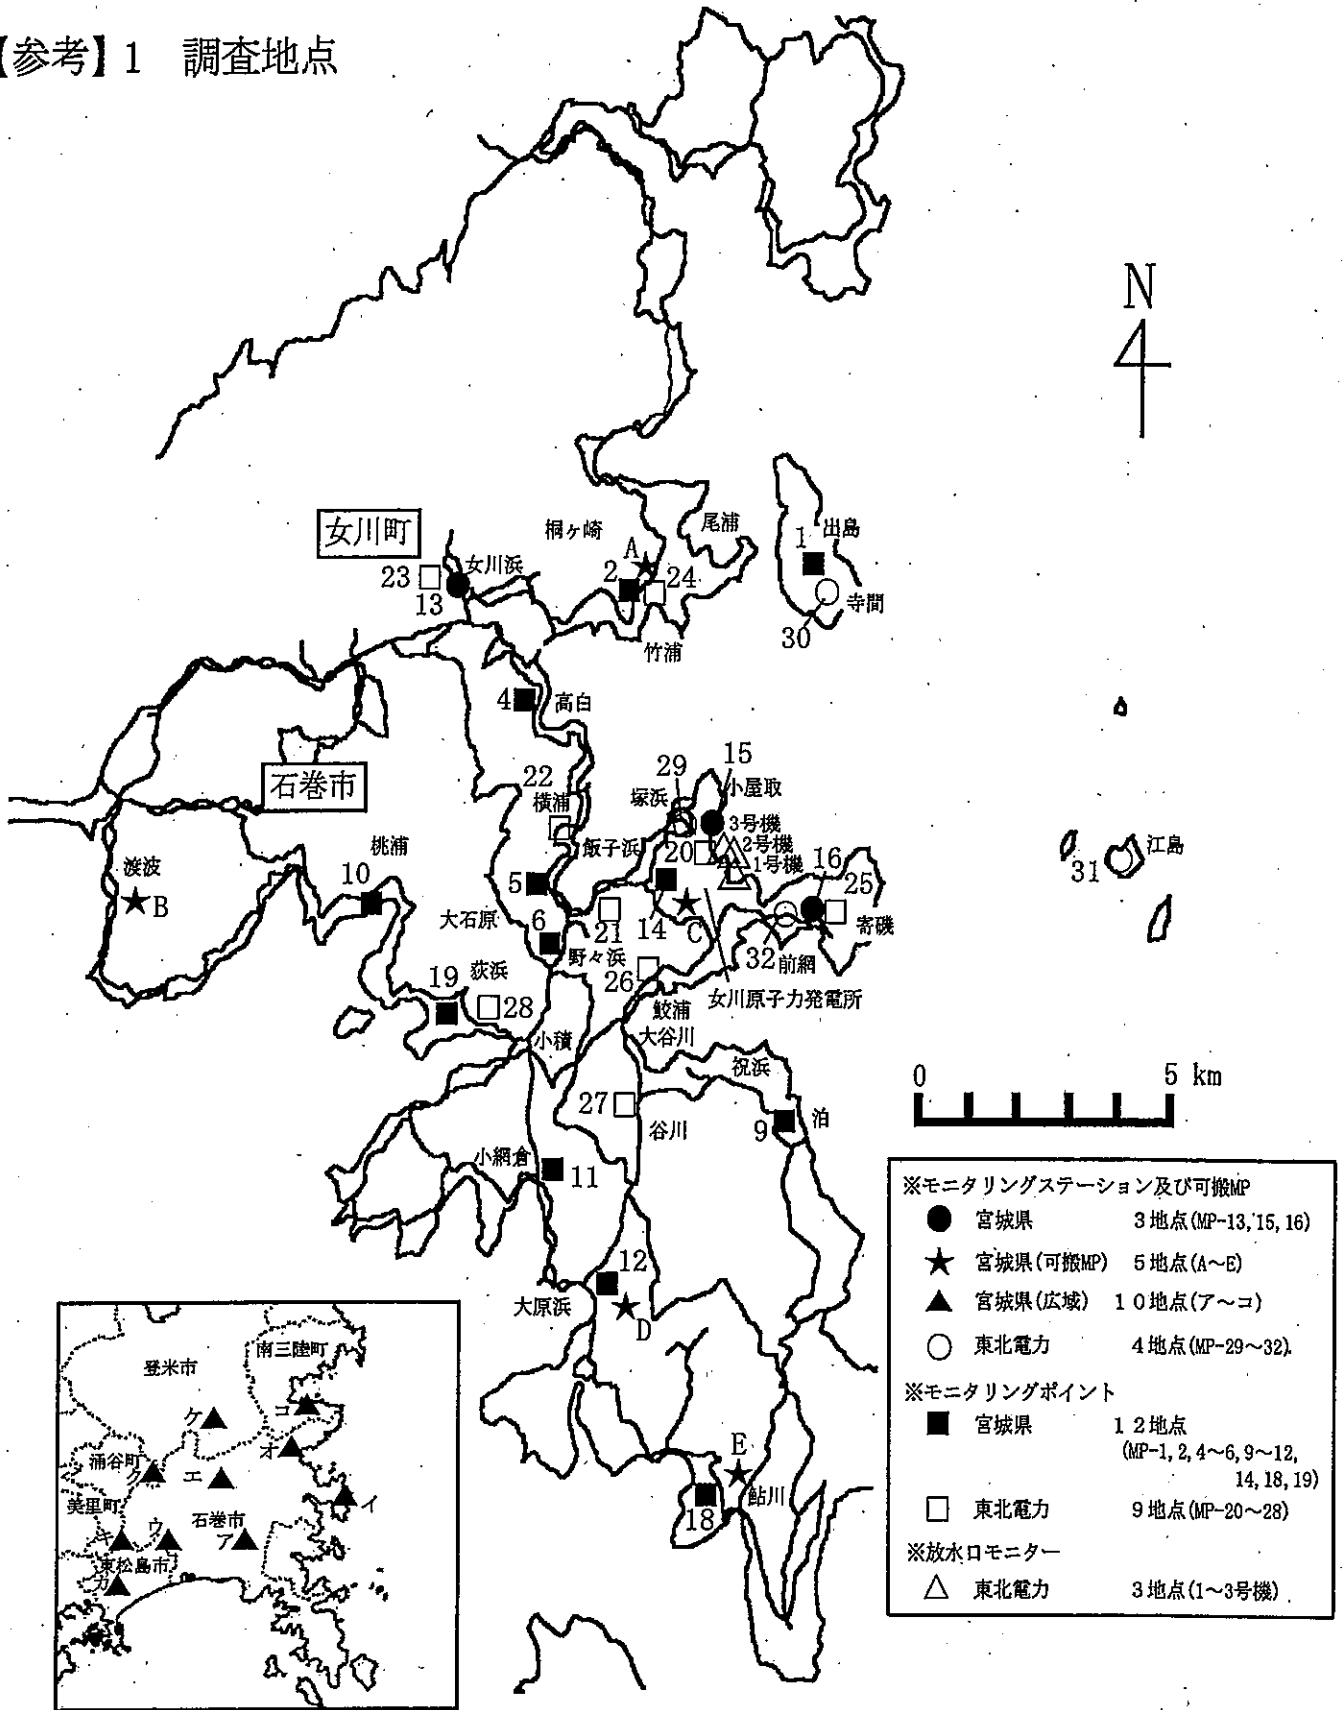 【参考】1　調査地点
N
女川町
桐ヶ崎
尾浦
出島
1
A
23
女川浜
13
2
24
寺間
30
竹浦
4
高白
石巻市
22
横浦
29
15
塚浜
小屋取
3号機
2号機
1号機
飯子浜
20
16
25
31
江島
渡波
B
桃浦
10
5
大石原
6
21
14
C
寄磯
野々浜
32
前網
19
荻浜
28
26
鮫浦
女川原子力発電所
小積
大谷川
祝浜
0
5 km
27
谷川
9
泊
小網倉
11
12
大原浜
D
E
鮎川
18
※モニタリングステーション及び可搬MP
● 宮城県 3地点(MP-13,15,16)
★ 宮城県(可搬MP) 5地点(A～E)
▲ 宮城県(広域) 10地点(ア～コ)
○ 東北電力 4地点(MP-29～32)
※モニタリングポイント
■ 宮城県 12地点
(MP-1,2,4～6,9～12,
14,18,19)
□ 東北電力 9地点(MP-20～28)
※放水口モニター
△ 東北電力 3地点(1～3号機)
南三陸町
登米市
ケ
コ
オ
涌谷町
ク
エ
イ
美里町
石巻市
キ
ウ
ア
東松島市
カ